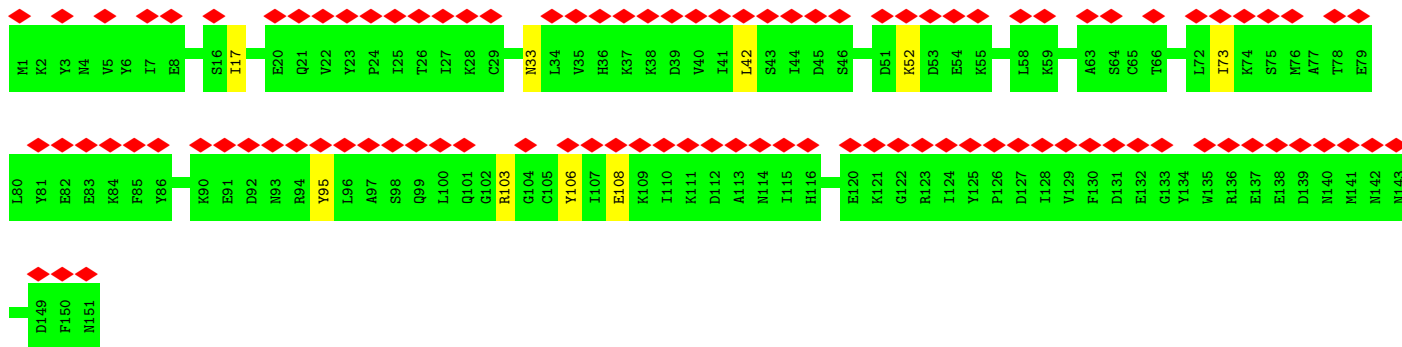 M1 K2 Y3 N4 V5 Y6 I7 E8 S16 I17 E20 Q21 V22 Y23 P24 I25 T26 I27 K28 C29 N33 L34 V35 H36 K37 K38 D39 V40 I41 L42 S43 I44 D45 S46 D51 K52 D53 E54 K55 L58 K59 A63 S64 C65 T66 L72 I73 K74 S75 M76 A77 T78 E79
L80 Y81 E82 E83 K84 F85 Y86 K90 E91 D92 N93 R94 Y95 L96 A97 S98 Q99 L100 Q101 G102 R103 G104 C105 Y106 I107 E108 K109 I110 K111 D112 A113 N114 I115 H116 E120 K121 G122 R123 I124 Y125 P126 D127 I128 V129 F130 D131 E132 G133 Y134 W135 R136 E137 E138 D139 N140 M141 N142 N143
D149 F150 N151